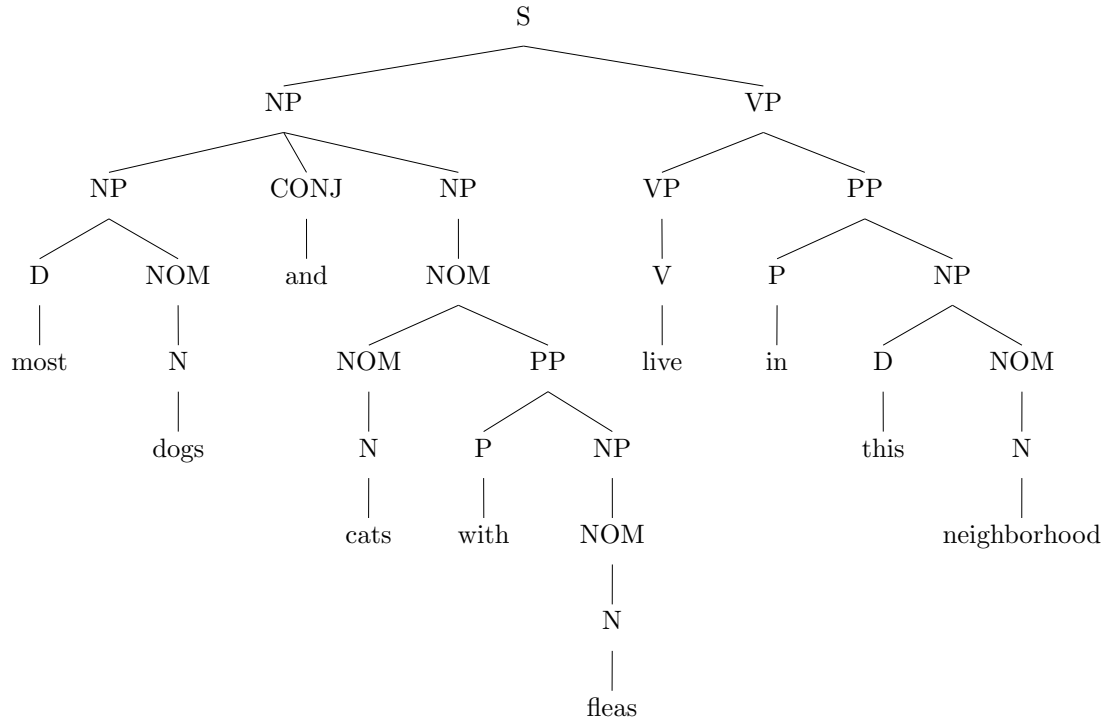 S
NP VP
NP CONJ NP VP PP
D NOM and NOM V P NP
most N NOM PP live in D NOM
dogs N P NP this N
cats with NOM neighborhood
N
fleas